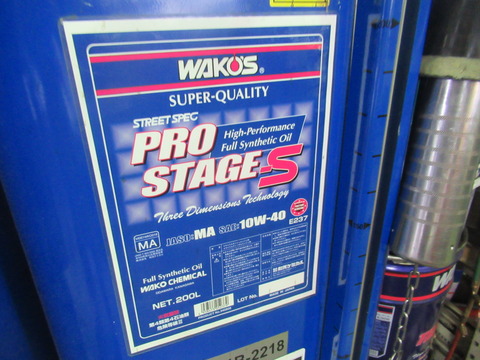 WAKO'S®
SUPER-QUALITY
STREET SPEC
High-Performance
Full Synthetic Oil
PRO
STAGE-S
Three Dimensions Technology
JASO:MA SAE:10W-40
E237
MA
Full Synthetic Oil
WAKO CHEMICAL
NET.200L
LOT No.
-2218
WAKO'S